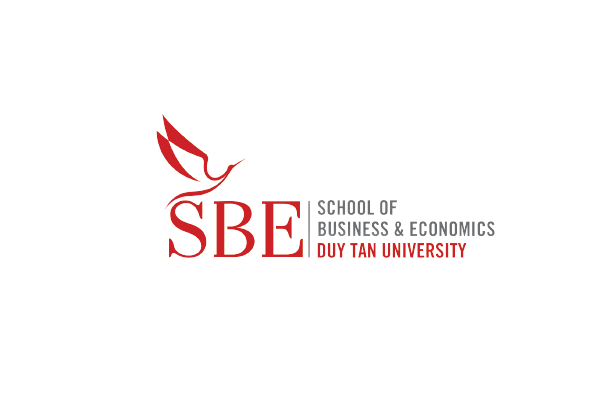 SBE
SCHOOL OF
BUSINESS & ECONOMICS
DUY TAN UNIVERSITY